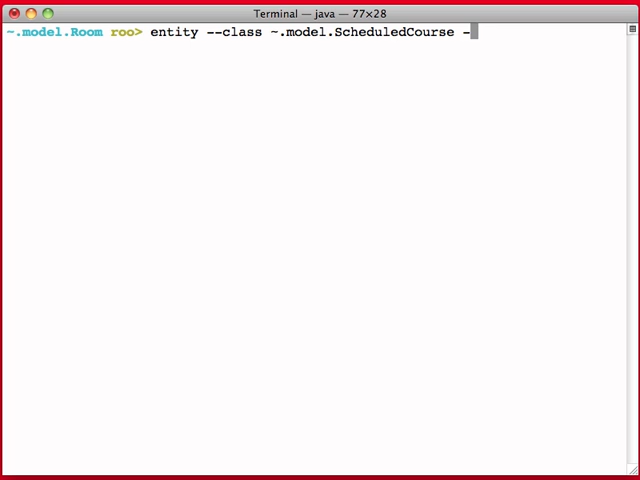 Terminal — java — 77×28
~.model.Room roo> entity --class ~.model.ScheduledCourse -